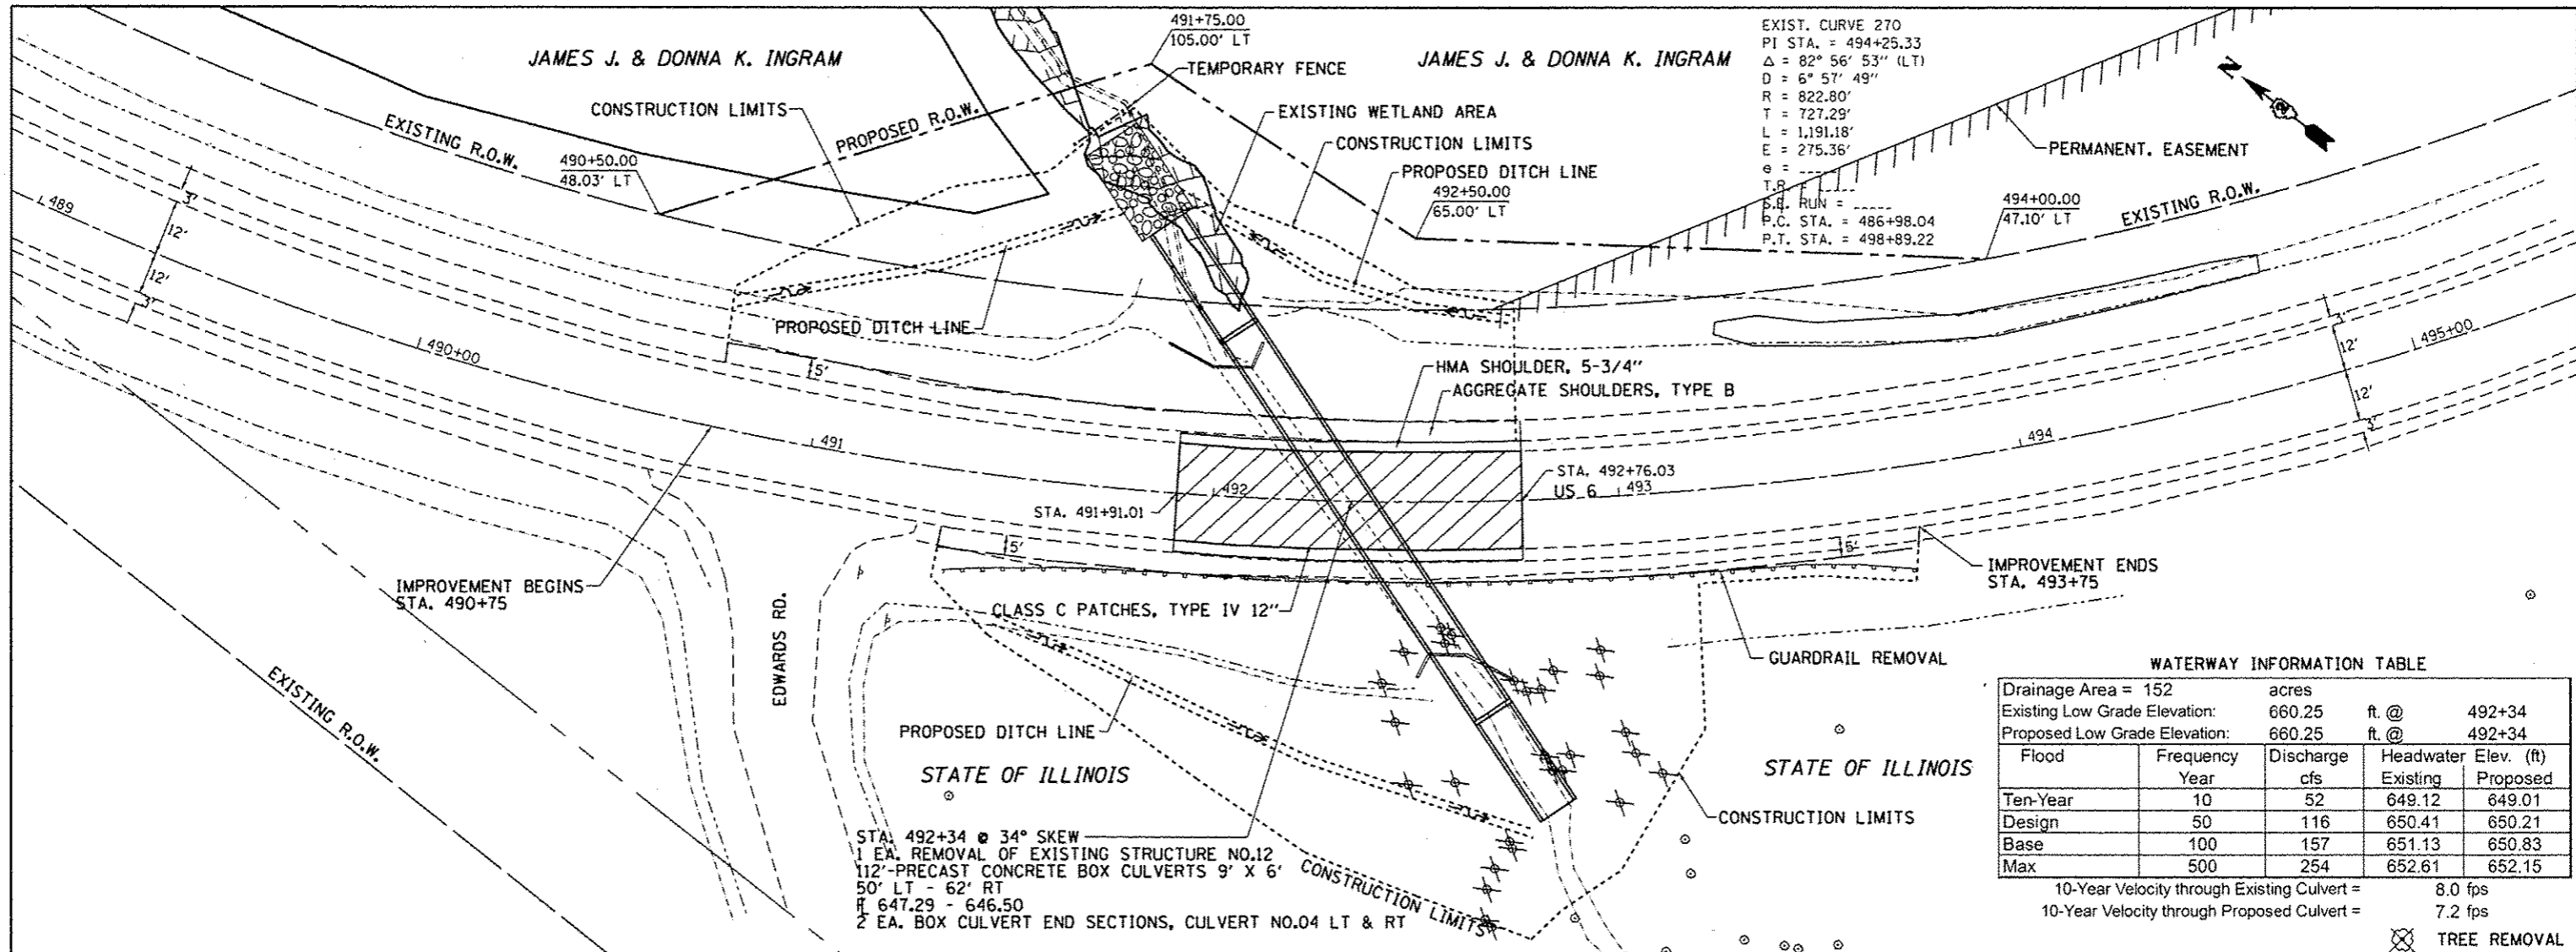 491+75.00
105.00' LT
JAMES J. & DONNA K. INGRAM
TEMPORARY FENCE
JAMES J. & DONNA K. INGRAM
EXIST. CURVE 270
PI STA. = 494+25.33
Δ = 82° 56' 53" (LT)
D = 6° 57' 49"
R = 822.80'
T = 727.29'
L = 1,191.18'
E = 275.36'
e = -----
T.R. -----
S.E. RUN = -----
P.C. STA. = 486+98.04
P.T. STA. = 498+89.22
N
CONSTRUCTION LIMITS
EXISTING WETLAND AREA
PROPOSED R.O.W.
EXISTING R.O.W.
CONSTRUCTION LIMITS
PERMANENT. EASEMENT
490+50.00
48.03' LT
PROPOSED DITCH LINE
492+50.00
65.00' LT
494+00.00
47.10' LT
EXISTING R.O.W.
489
3'
12'
12'
3'
PROPOSED DITCH LINE
490+00
5'
HMA SHOULDER, 5-3/4"
AGGREGATE SHOULDERS, TYPE B
3'
12'
12'
3'
495+00
491
494
492
STA. 492+76.03
US 6
493
STA. 491+91.01
5'
5'
IMPROVEMENT BEGINS
STA. 490+75
IMPROVEMENT ENDS
STA. 493+75
EDWARDS RD.
CLASS C PATCHES, TYPE IV 12"
P
P
GUARDRAIL REMOVAL
EXISTING R.O.W.
PROPOSED DITCH LINE
STATE OF ILLINOIS
STATE OF ILLINOIS
CONSTRUCTION LIMITS
STA. 492+34 @ 34° SKEW
1 EA. REMOVAL OF EXISTING STRUCTURE NO.12
112'-PRECAST CONCRETE BOX CULVERTS 9' X 6'
50' LT - 62' RT
FL 647.29 - 646.50
2 EA. BOX CULVERT END SECTIONS, CULVERT NO.04 LT & RT
CONSTRUCTION LIMITS
WATERWAY INFORMATION TABLE
Drainage Area = 152 acres
Existing Low Grade Elevation: 660.25 ft. @ 492+34
Proposed Low Grade Elevation: 660.25 ft. @ 492+34
Flood Frequency Discharge Headwater Elev. (ft)
Year cfs Existing Proposed
Ten-Year 10 52 649.12 649.01
Design 50 116 650.41 650.21
Base 100 157 651.13 650.83
Max 500 254 652.61 652.15
10-Year Velocity through Existing Culvert = 8.0 fps
10-Year Velocity through Proposed Culvert = 7.2 fps
TREE REMOVAL